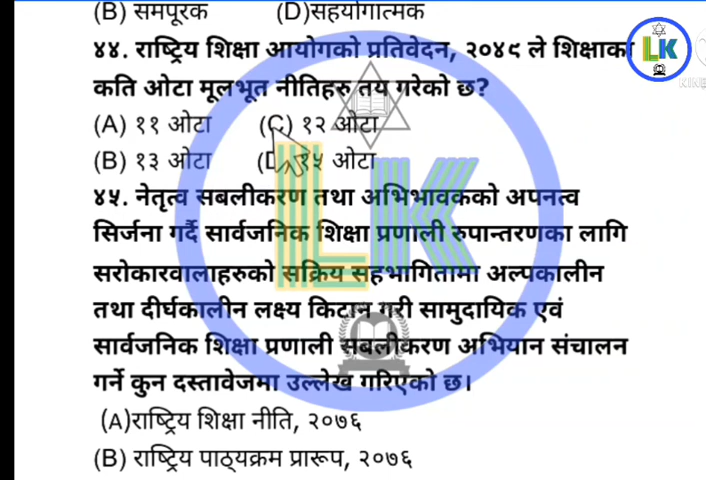 (B) समपूरक (D)सहयोगात्मक
४४. राष्ट्रिय शिक्षा आयोगको प्रतिवेदन, २०४९ ले शिक्षाका
कति ओटा मूलभूत नीतिहरु तय गरेको छ?
(A) ११ ओटा (C) १२ ओटा
(B) १३ ओटा (D) १५ ओटा
४५. नेतृत्व सबलीकरण तथा अभिभावकको अपनत्व
सिर्जना गर्दै सार्वजनिक शिक्षा प्रणाली रुपान्तरणका लागि
सरोकारवालाहरुको सक्रिय सहभागितामा अल्पकालीन
तथा दीर्घकालीन लक्ष्य किटान गरी सामुदायिक एवं
सार्वजनिक शिक्षा प्रणाली सबलीकरण अभियान संचालन
गर्ने कुन दस्तावेजमा उल्लेख गरिएको छ।
(A)राष्ट्रिय शिक्षा नीति, २०७६
(B) राष्ट्रिय पाठ्यक्रम प्रारूप, २०७६
LK
LK